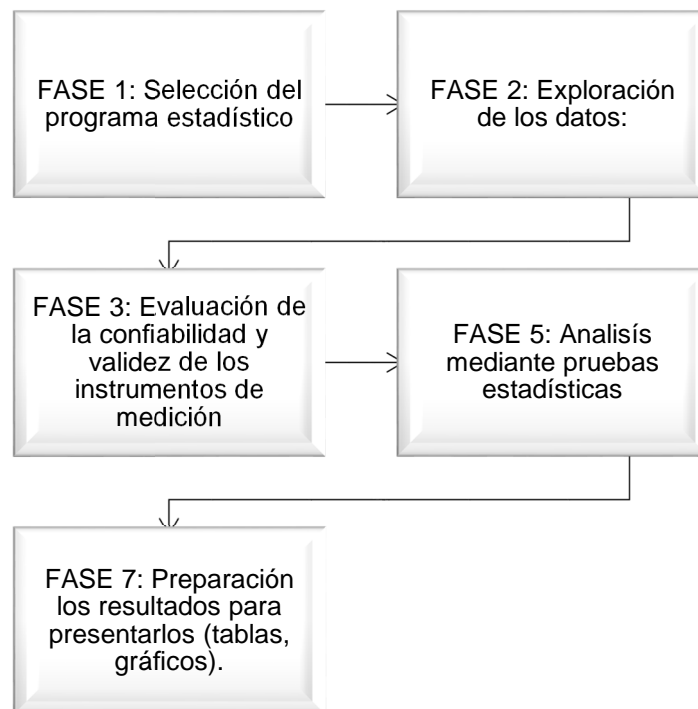 FASE 1: Selección del
programa estadístico
FASE 2: Exploración
de los datos:
FASE 3: Evaluación de
la confiabilidad y
validez de los
instrumentos de
medición
FASE 5: Analisís
mediante pruebas
estadísticas
FASE 7: Preparación
los resultados para
presentarlos (tablas,
gráficos).